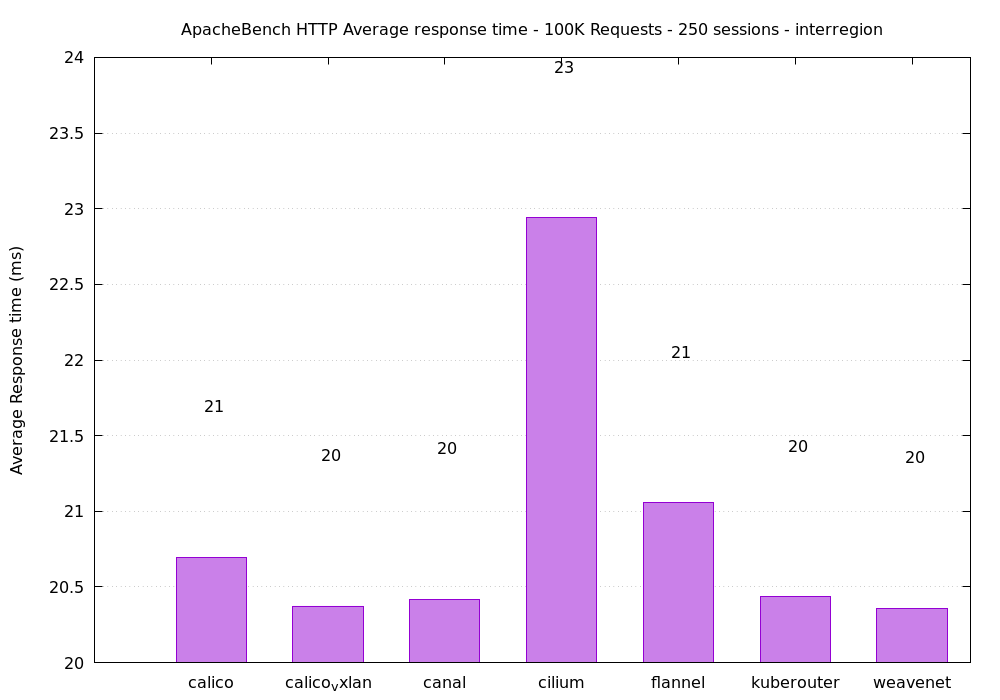 ApacheBench HTTP Average response time - 100K Requests - 250 sessions - interregion
Average Response time (ms)
24
23.5
23
22.5
22
21.5
21
20.5
20
21
20
20
23
21
20
20
calico
calicoᵥxlan
canal
cilium
flannel
kuberouter
weavenet